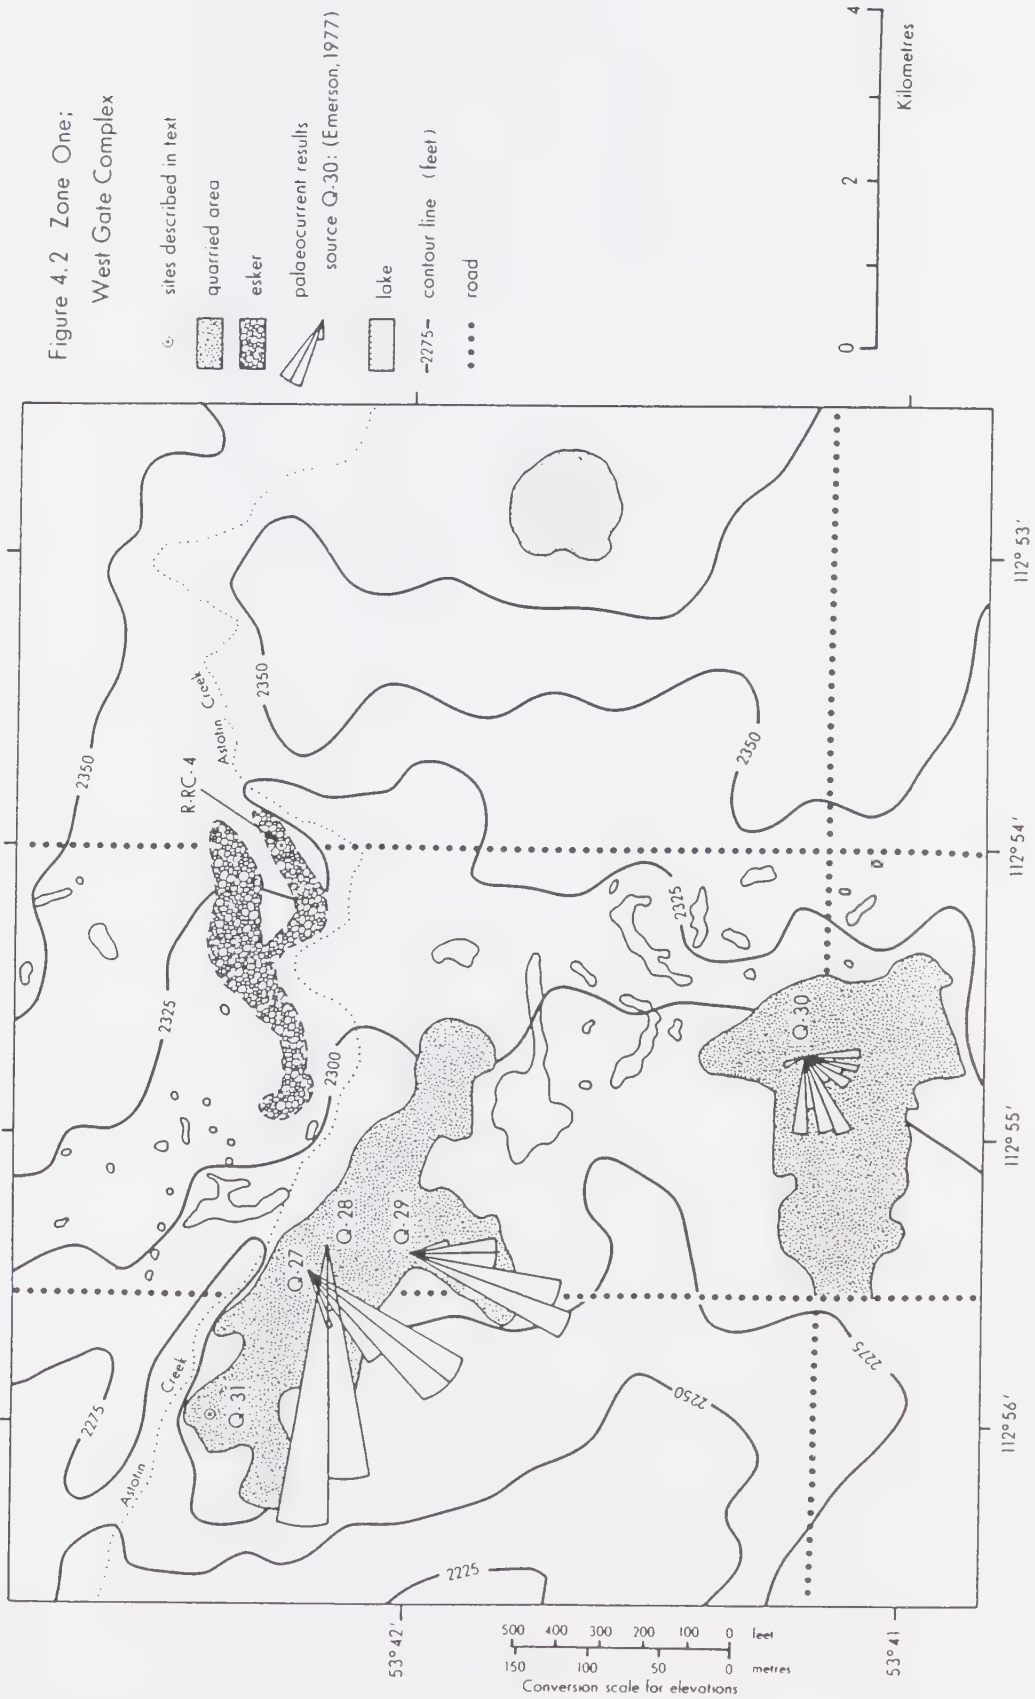 Figure 4.2 Zone One;
West Gate Complex
sites described in text
quarried area
esker
palaeocurrent results
source Q-30: (Emerson, 1977)
lake
-2275- contour line (feet)
road
0 2 4
Kilometres
2350
2325
R-RC-4
Astotin Creek
2350
2300
2275
Astotin Creek
Q-31
Q-27
Q-28
Q-29
2325
2350
Q-30
2250
2275
2225
53°42'
53°41'
112°56'
112°55'
112°54'
112°53'
500 400 300 200 100 0 feet
150 100 50 0 metres
Conversion scale for elevations